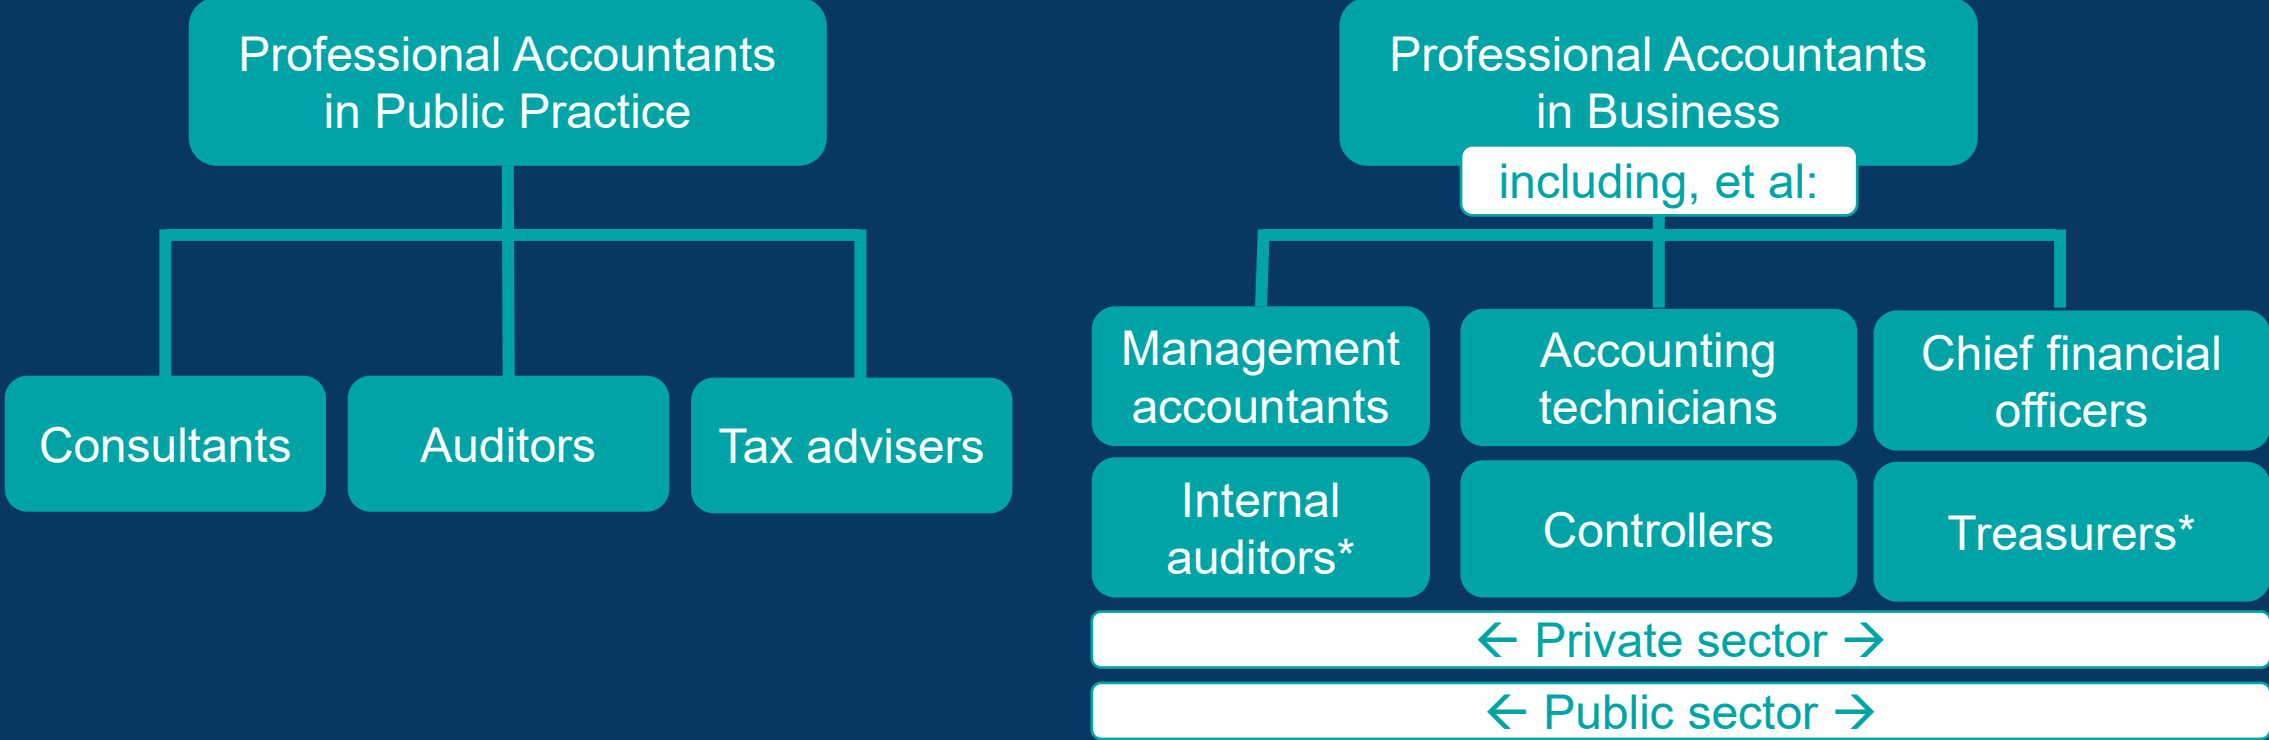 Professional Accountants
in Public Practice
Consultants
Auditors
Tax advisers
Professional Accountants
in Business
including, et al:
Management
accountants
Accounting
technicians
Chief financial
officers
Internal
auditors*
Controllers
Treasurers*
← Private sector →
← Public sector →